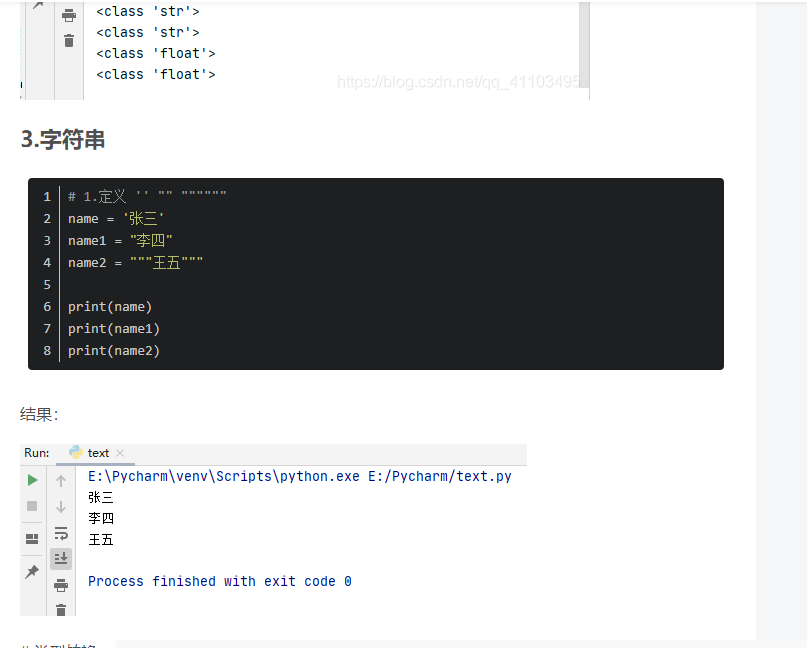 <class 'str'>
<class 'str'>
<class 'float'>
<class 'float'>
https://blog.csdn.net/qq_41103495
3.字符串
1 # 1.定义 '' "" """"""
2 name = '张三'
3 name1 = "李四"
4 name2 = """王五"""
5
6 print(name)
7 print(name1)
8 print(name2)
结果：
Run: text
E:\Pycharm\venv\Scripts\python.exe E:/Pycharm/text.py
张三
李四
王五
Process finished with exit code 0